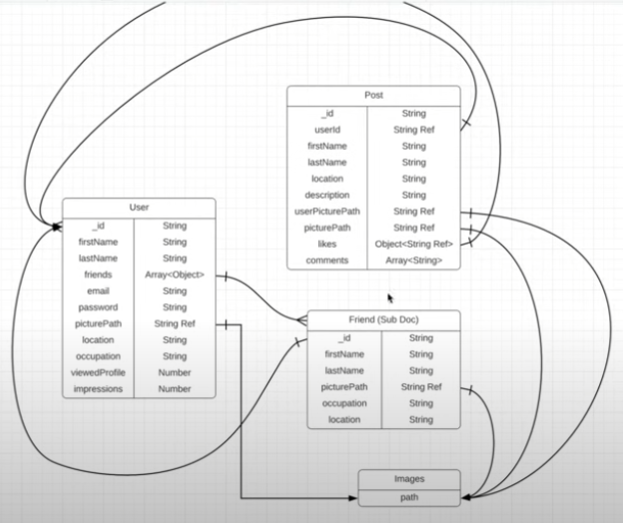 Post
_id String
userId String Ref
firstName String
lastName String
location String
description String
userPicturePath String Ref
picturePath String Ref
likes Object<String Ref>
comments Array<String>
User
_id String
firstName String
lastName String
friends Array<Object>
email String
password String
picturePath String Ref
location String
occupation String
viewedProfile Number
impressions Number
Friend (Sub Doc)
_id String
firstName String
lastName String
picturePath String Ref
occupation String
location String
Images
path